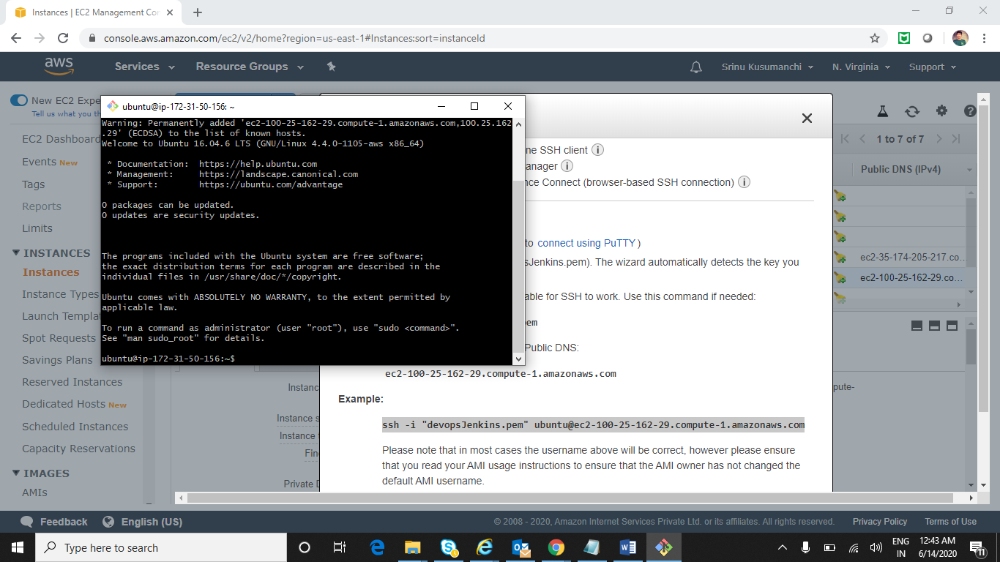 Instances | EC2 Management Con
console.aws.amazon.com/ec2/v2/home?region=us-east-1#Instances:sort=instanceId
aws
Services
Resource Groups
Srinu Kusumanchi
N. Virginia
Support
New EC2 Expe
Tell us what you th
EC2 Dashboard
Events New
Tags
Reports
Limits
INSTANCES
Instances
Instance Types
Launch Templa
Spot Requests
Savings Plans
Reserved Instances
Dedicated Hosts New
Scheduled Instances
Capacity Reservations
IMAGES
AMIs
ubuntu@ip-172-31-50-156: ~
Warning: Permanently added 'ec2-100-25-162-29.compute-1.amazonaws.com,100.25.162
.29' (ECDSA) to the list of known hosts.
Welcome to Ubuntu 16.04.6 LTS (GNU/Linux 4.4.0-1105-aws x86_64)
* Documentation: https://help.ubuntu.com
* Management: https://landscape.canonical.com
* Support: https://ubuntu.com/advantage
0 packages can be updated.
0 updates are security updates.
The programs included with the Ubuntu system are free software;
the exact distribution terms for each program are described in the
individual files in /usr/share/doc/*/copyright.
Ubuntu comes with ABSOLUTELY NO WARRANTY, to the extent permitted by
applicable law.
To run a command as administrator (user "root"), use "sudo <command>".
See "man sudo_root" for details.
ubuntu@ip-172-31-50-156:~$
ne SSH client
anager
nce Connect (browser-based SSH connection)
to connect using PuTTY)
sJenkins.pem). The wizard automatically detects the key you
able for SSH to work. Use this command if needed:
pem
Public DNS:
ec2-100-25-162-29.compute-1.amazonaws.com
Example:
ssh -i "devopsJenkins.pem" ubuntu@ec2-100-25-162-29.compute-1.amazonaws.com
Please note that in most cases the username above will be correct, however please ensure
that you read your AMI usage instructions to ensure that the AMI owner has not changed the
default AMI username.
Instanc
Instance s
Instance
Fin
Private D
1 to 7 of 7
Public DNS (IPv4)
ec2-35-174-205-217.co...
ec2-100-25-162-29.co...
pute-
Feedback
English (US)
© 2008 - 2020, Amazon Internet Services Private Ltd. or its affiliates. All rights reserved.
Privacy Policy
Terms of Use
Type here to search
ENG
IN
12:43 AM
6/14/2020
11